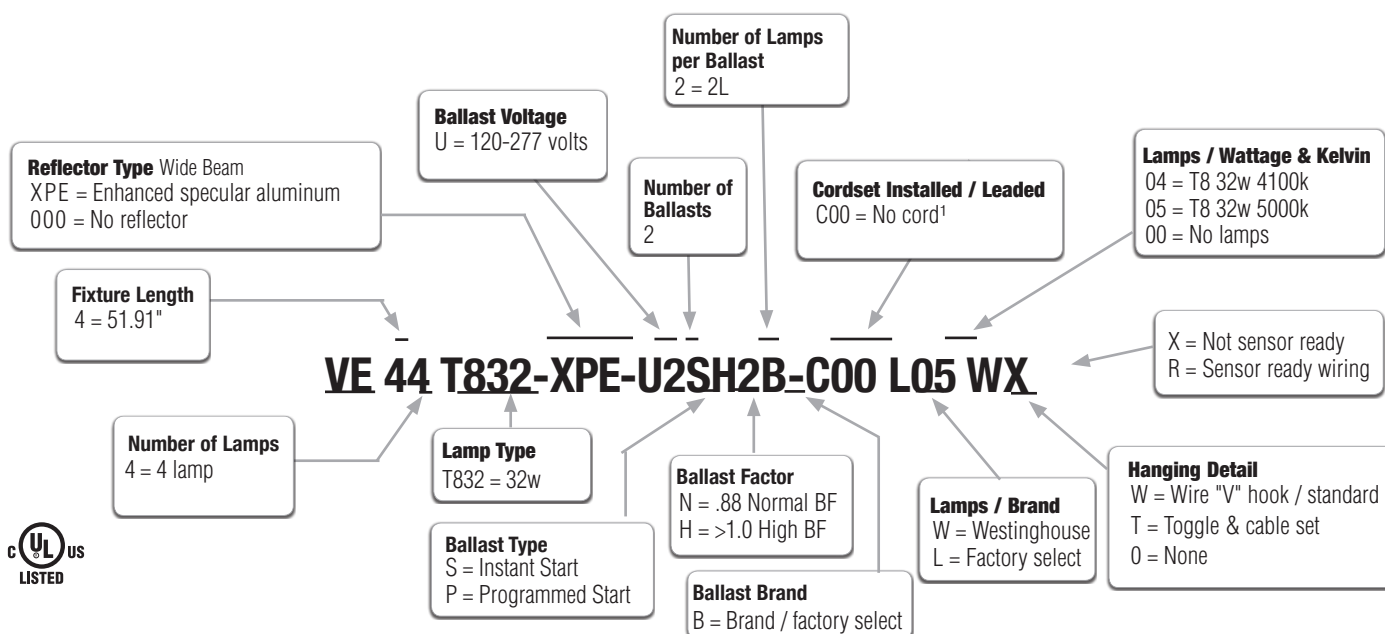 Number of Lamps
per Ballast
2 = 2L
Ballast Voltage
U = 120-277 volts
Reflector Type Wide Beam
XPE = Enhanced specular aluminum
000 = No reflector
Number of
Ballasts
2
Cordset Installed / Leaded
C00 = No cord¹
Lamps / Wattage & Kelvin
04 = T8 32w 4100k
05 = T8 32w 5000k
00 = No lamps
Fixture Length
4 = 51.91"
X = Not sensor ready
R = Sensor ready wiring
VE 44 T832-XPE-U2SH2B-C00 L05 WX
Number of Lamps
4 = 4 lamp
Lamp Type
T832 = 32w
Ballast Type
S = Instant Start
P = Programmed Start
Ballast Factor
N = .88 Normal BF
H = >1.0 High BF
Ballast Brand
B = Brand / factory select
Lamps / Brand
W = Westinghouse
L = Factory select
Hanging Detail
W = Wire "V" hook / standard
T = Toggle & cable set
0 = None
C UL ® US
LISTED